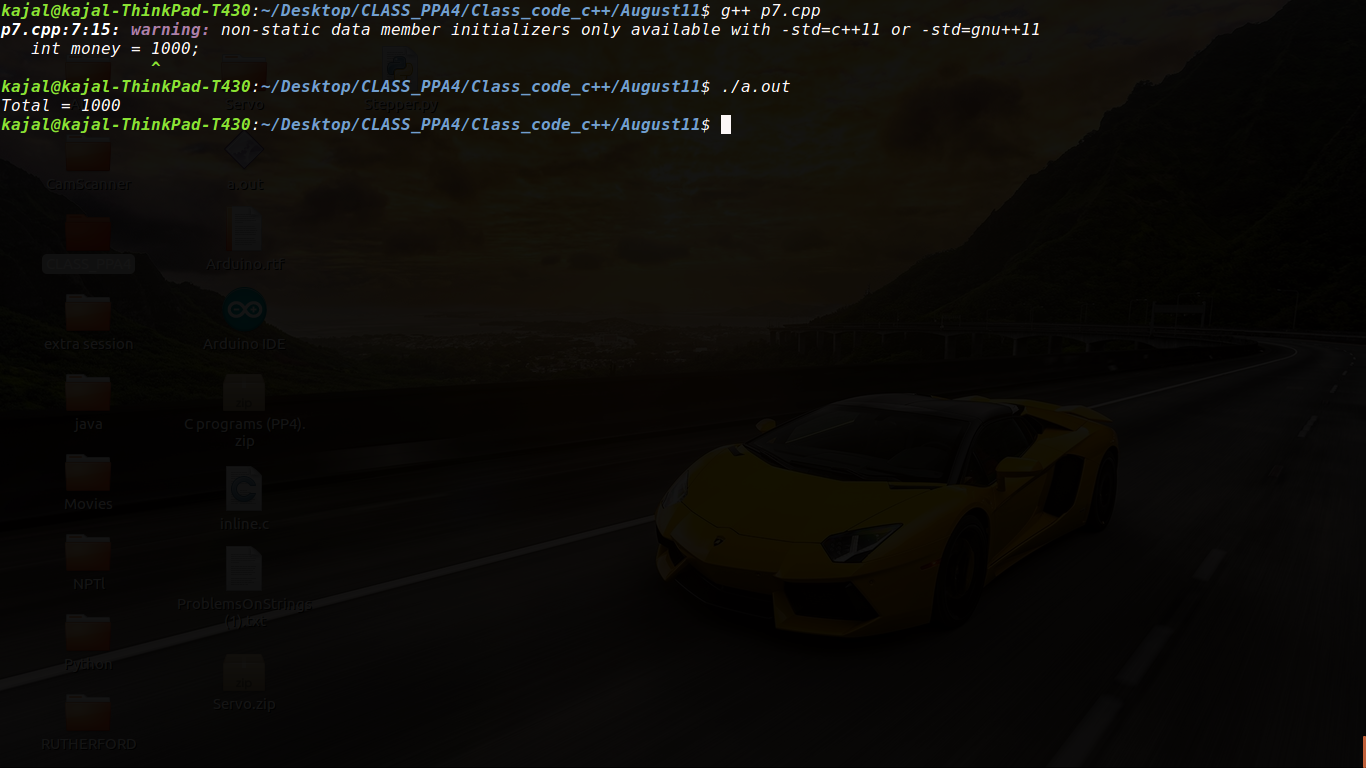 kajal@kajal-ThinkPad-T430:~/Desktop/CLASS_PPA4/Class_code_c++/August11$ g++ p7.cpp
p7.cpp:7:15: warning: non-static data member initializers only available with -std=c++11 or -std=gnu++11
   int money = 1000;
               ^
kajal@kajal-ThinkPad-T430:~/Desktop/CLASS_PPA4/Class_code_c++/August11$ ./a.out
Total = 1000
kajal@kajal-ThinkPad-T430:~/Desktop/CLASS_PPA4/Class_code_c++/August11$
Servo
Stepper.py
CamScanner
a.out
Arduino.rtf
extra session
Arduino IDE
java
C programs (PP4).
zip
Movies
inline.c
NPTl
ProblemsOnStrings
(1).txt
Python
Servo.zip
RUTHERFORD